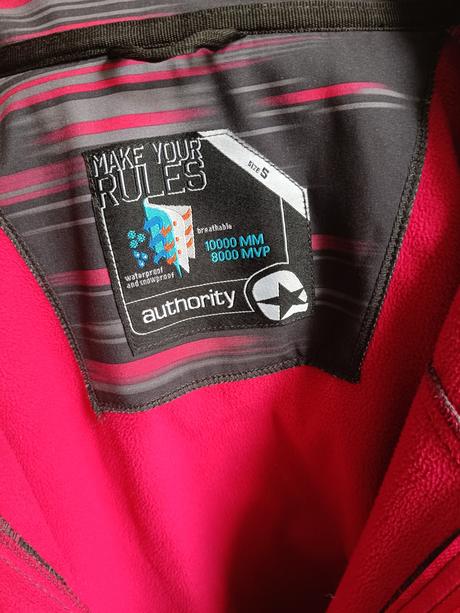 MAKE YOUR
RULES
SIZE S
breathable
10000 MM
8000 MVP
waterproof
and snowproof
authority